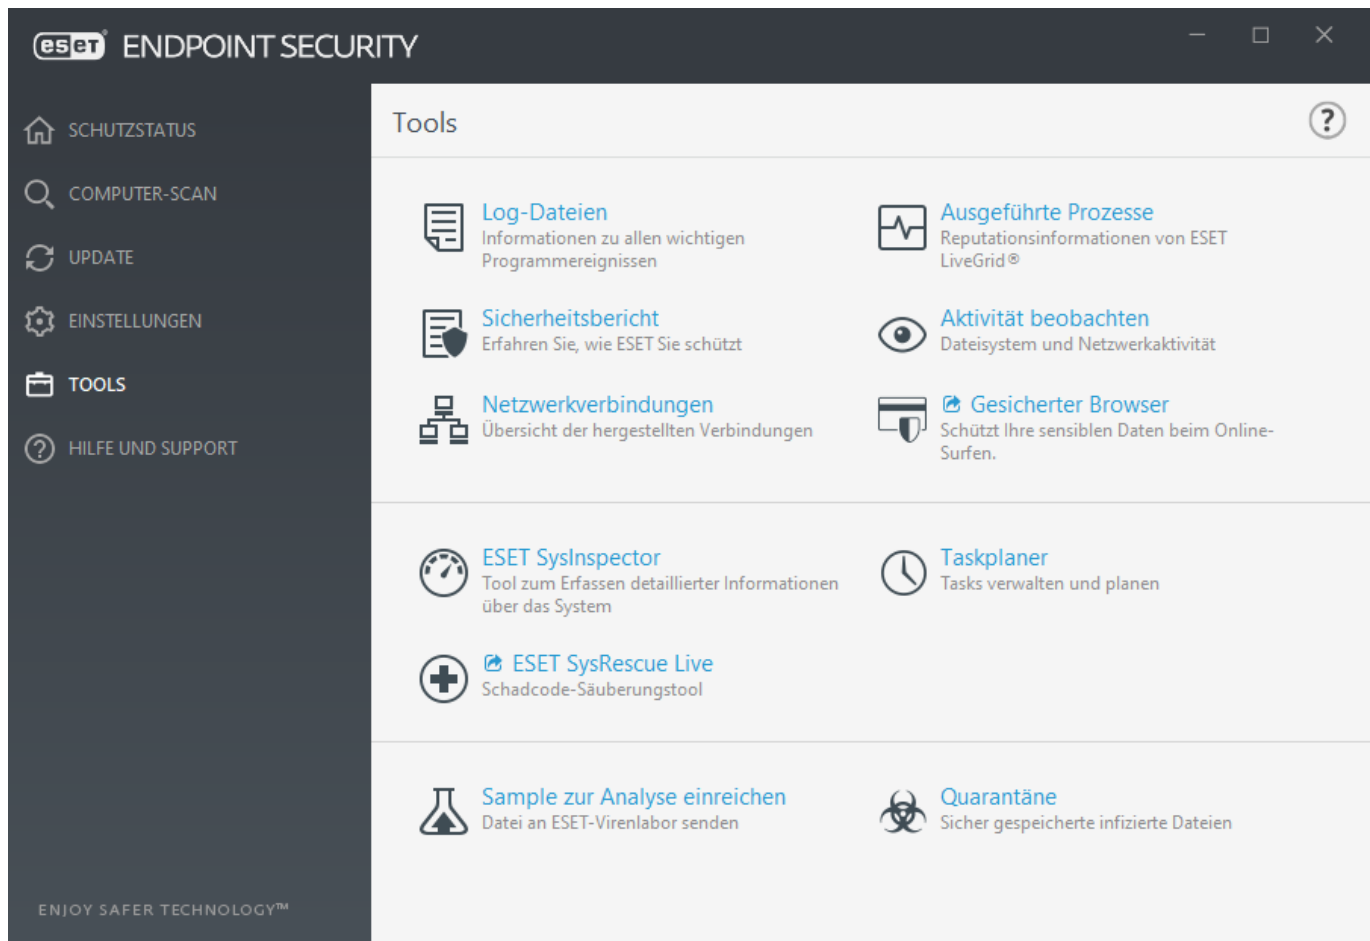 eset ENDPOINT SECURITY
SCHUTZSTATUS
COMPUTER-SCAN
UPDATE
EINSTELLUNGEN
TOOLS
HILFE UND SUPPORT
ENJOY SAFER TECHNOLOGY™
Tools
?
Log-Dateien
Informationen zu allen wichtigen
Programmereignissen
Ausgeführte Prozesse
Reputationsinformationen von ESET
LiveGrid®
Sicherheitsbericht
Erfahren Sie, wie ESET Sie schützt
Aktivität beobachten
Dateisystem und Netzwerkaktivität
Netzwerkverbindungen
Übersicht der hergestellten Verbindungen
Gesicherter Browser
Schützt Ihre sensiblen Daten beim Online-
Surfen.
ESET SysInspector
Tool zum Erfassen detaillierter Informationen
über das System
Taskplaner
Tasks verwalten und planen
ESET SysRescue Live
Schadcode-Säuberungstool
Sample zur Analyse einreichen
Datei an ESET-Virenlabor senden
Quarantäne
Sicher gespeicherte infizierte Dateien